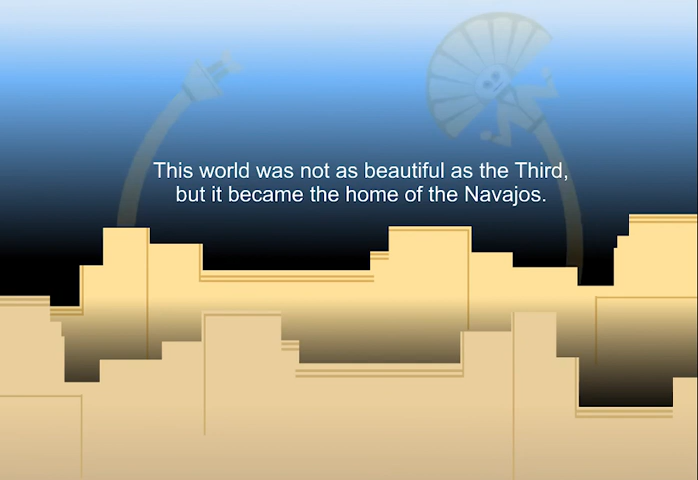 This world was not as beautiful as the Third,
but it became the home of the Navajos.